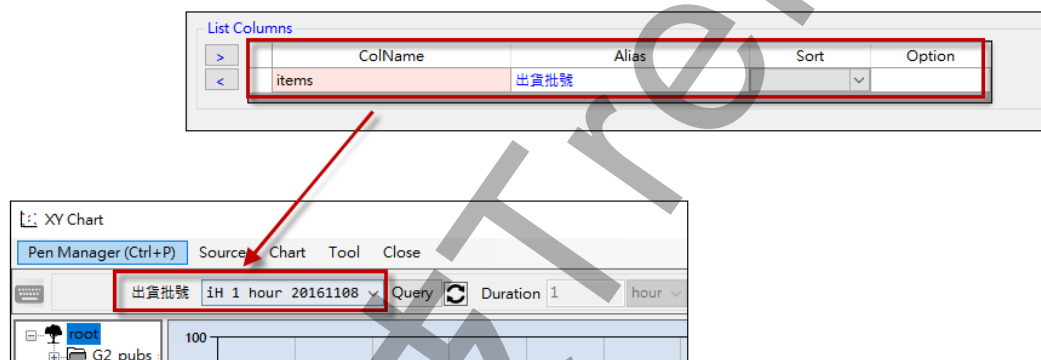 List Columns
> ColName Alias Sort Option
< items 出貨批號
XY Chart
Pen Manager (Ctrl+P) Source Chart Tool Close
出貨批號 iH 1 hour 20161108 Query Duration 1 hour
root
100
G2 pubs